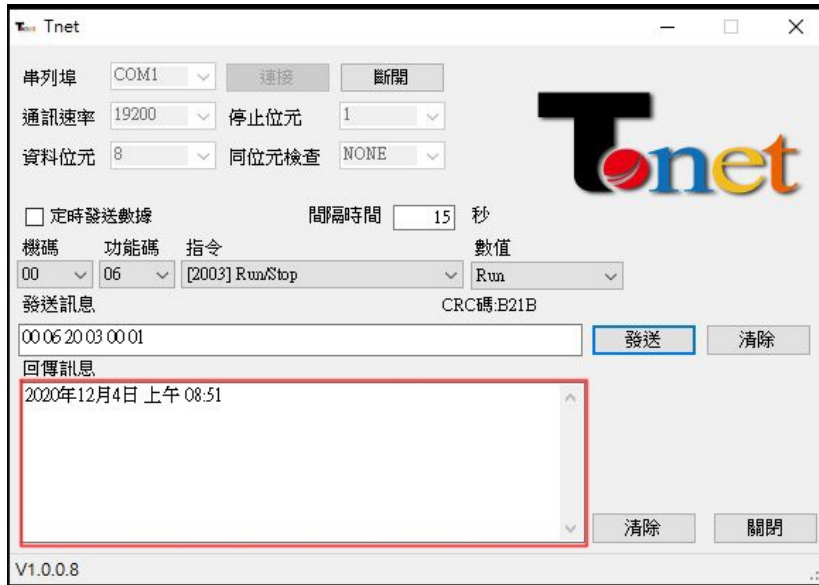 Tnet Tnet
串列埠 COM1 連接 斷開
通訊速率 19200 停止位元 1
資料位元 8 同位元檢查 NONE
Tonet
定時發送數據 間隔時間 15 秒
機碼 功能碼 指令 數值
00 06 [2003] Run/Stop Run
發送訊息 CRC碼:B21B
00 06 20 03 00 01 發送 清除
回傳訊息
2020年12月4日 上午 08:51
清除 關閉
V1.0.0.8